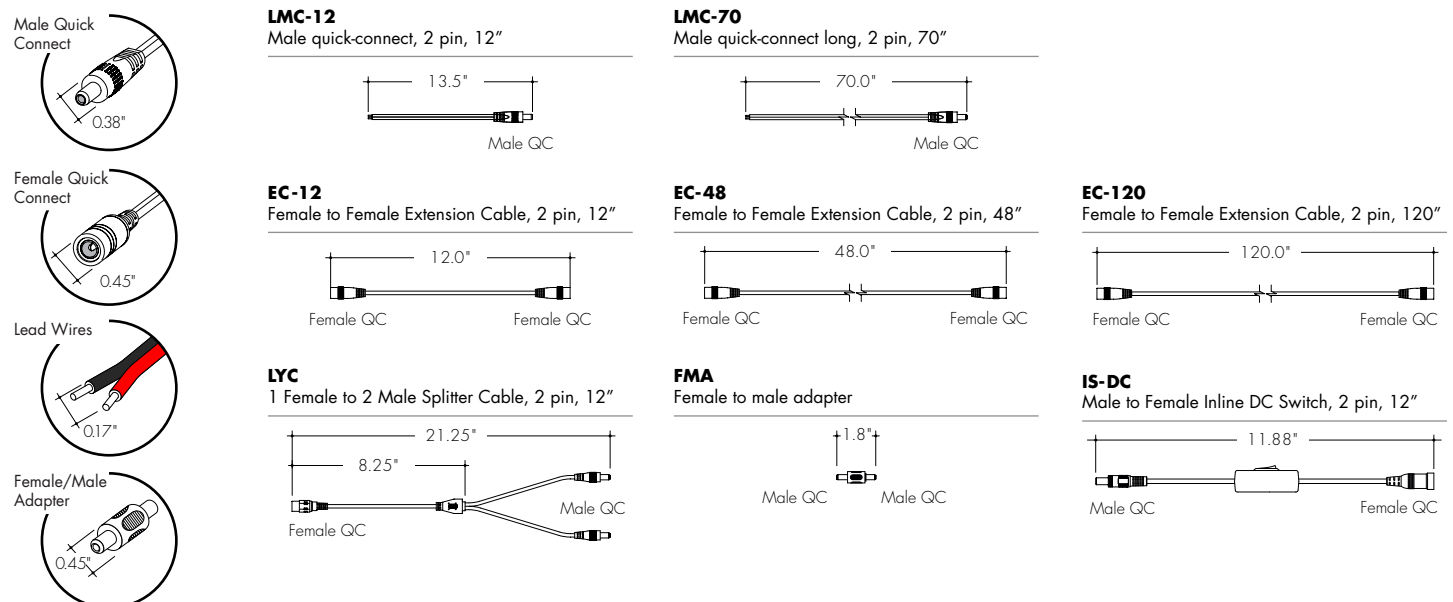 Male Quick
Connect
0.38"
Female Quick
Connect
0.45"
Lead Wires
0.17"
Female/Male
Adapter
0.45"
LMC-12
Male quick-connect, 2 pin, 12”
13.5"
Male QC
LMC-70
Male quick-connect long, 2 pin, 70”
70.0"
Male QC
EC-12
Female to Female Extension Cable, 2 pin, 12”
12.0"
Female QC Female QC
EC-48
Female to Female Extension Cable, 2 pin, 48”
48.0"
Female QC Female QC
EC-120
Female to Female Extension Cable, 2 pin, 120”
120.0"
Female QC Female QC
LYC
1 Female to 2 Male Splitter Cable, 2 pin, 12”
21.25"
8.25"
Male QC
Female QC
FMA
Female to male adapter
1.8"
Male QC Male QC
IS-DC
Male to Female Inline DC Switch, 2 pin, 12”
11.88"
Male QC Female QC